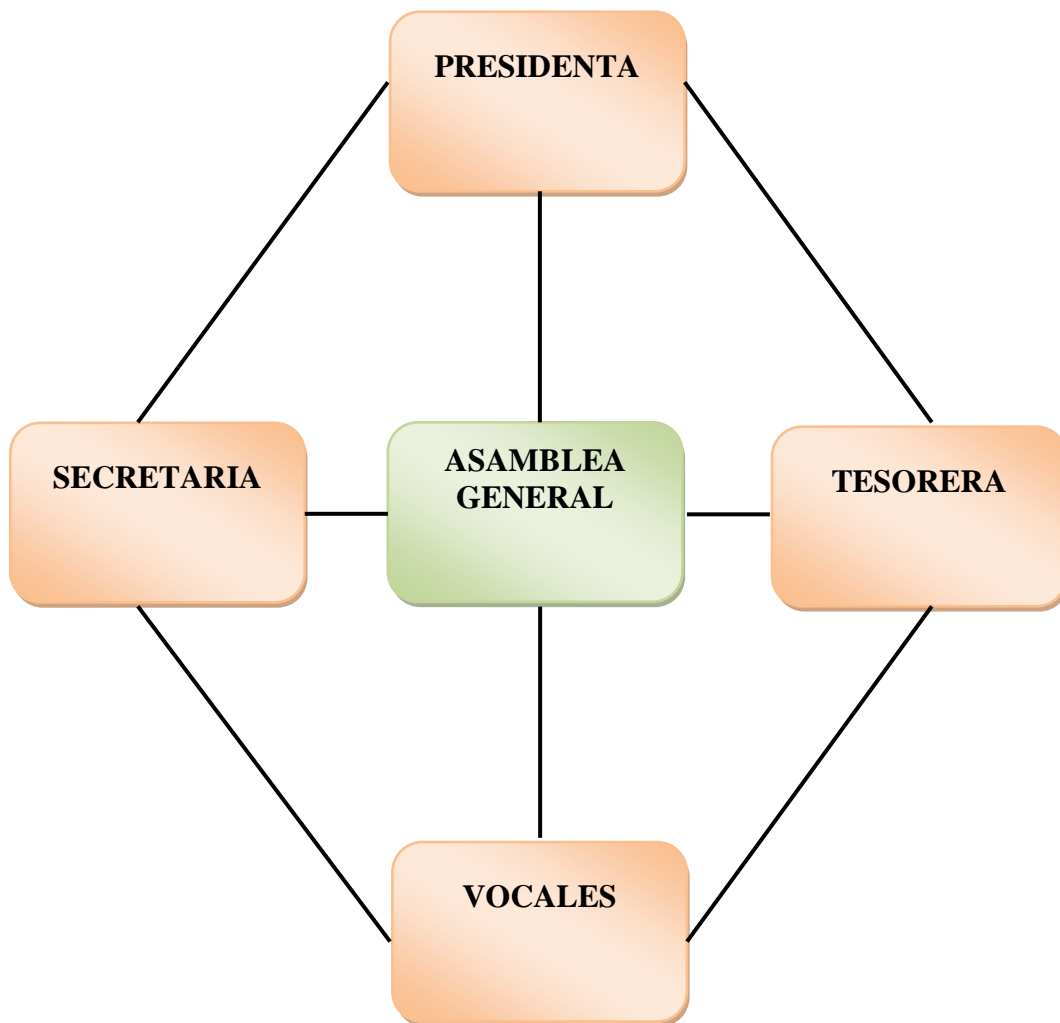 PRESIDENTA
SECRETARIA
ASAMBLEA
GENERAL
TESORERA
VOCALES